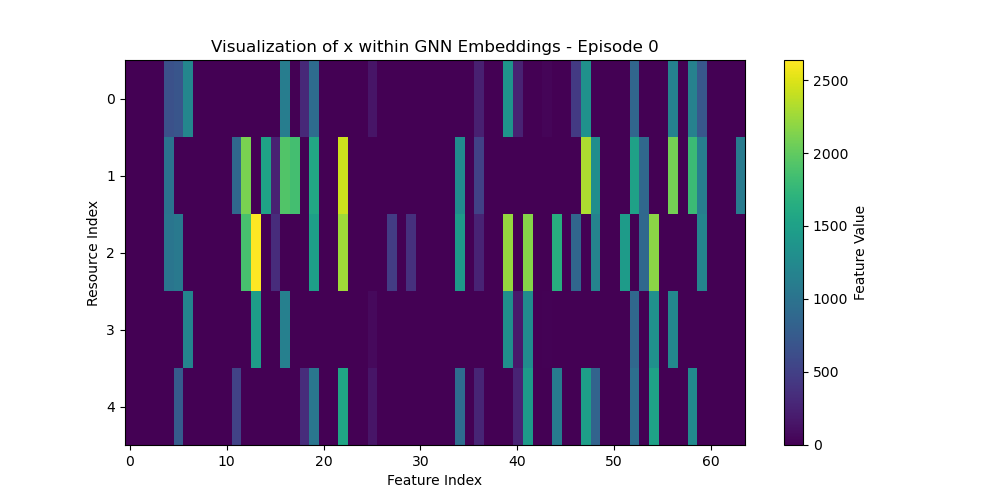 Visualization of x within GNN Embeddings - Episode 0
Resource Index
0
1
2
3
4
0 10 20 30 40 50 60
Feature Index
2500
2000
1500
1000
500
0
Feature Value